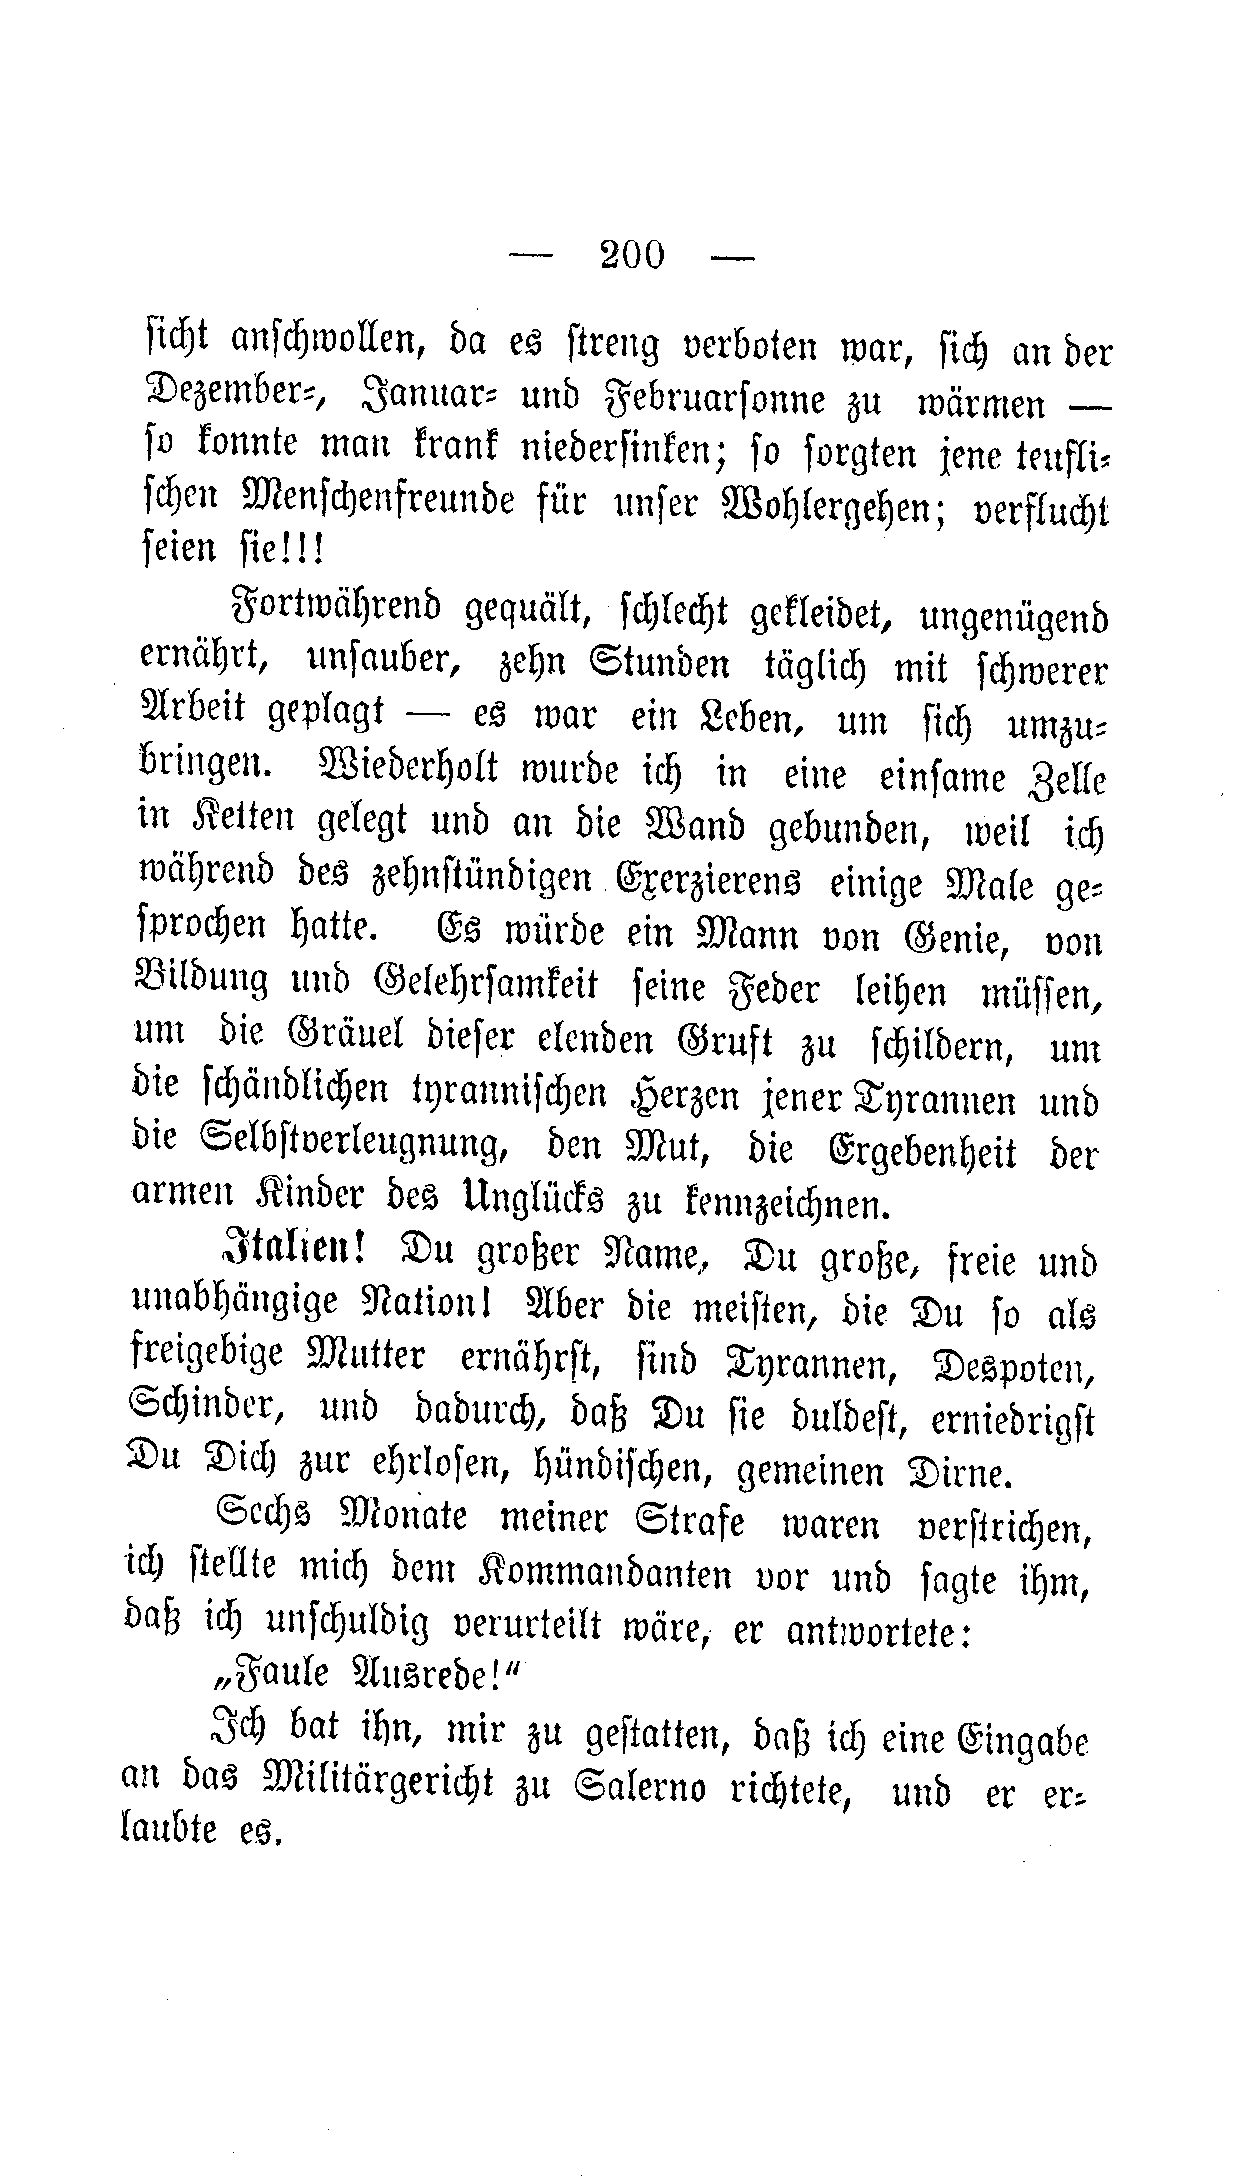 — 200 —
sicht anschwollen, da es streng verboten war, sich an der
Dezember-, Januar- und Februarsonne zu wärmen —
so konnte man krank niedersinken; so sorgten jene teufli-
schen Menschenfreunde für unser Wohlergehen; verflucht
seien sie!!!
Fortwährend gequält, schlecht gekleidet, ungenügend
ernährt, unsauber, zehn Stunden täglich mit schwerer
Arbeit geplagt — es war ein Leben, um sich umzu-
bringen. Wiederholt wurde ich in eine einsame Zelle
in Ketten gelegt und an die Wand gebunden, weil ich
während des zehnstündigen Exerzierens einige Male ge-
sprochen hatte. Es würde ein Mann von Genie, von
Bildung und Gelehrsamkeit seine Feder leihen müssen,
um die Gräuel dieser elenden Gruft zu schildern, um
die schändlichen tyrannischen Herzen jener Tyrannen und
die Selbstverleugnung, den Mut, die Ergebenheit der
armen Kinder des Unglücks zu kennzeichnen.
Italien! Du großer Name, Du große, freie und
unabhängige Nation! Aber die meisten, die Du so als
freigebige Mutter ernährst, sind Tyrannen, Despoten,
Schinder, und dadurch, daß Du sie duldest, erniedrigst
Du Dich zur ehrlosen, hündischen, gemeinen Dirne.
Sechs Monate meiner Strafe waren verstrichen,
ich stellte mich dem Kommandanten vor und sagte ihm,
daß ich unschuldig verurteilt wäre, er antwortete:
„Faule Ausrede!“
Ich bat ihn, mir zu gestatten, daß ich eine Eingabe
an das Militärgericht zu Salerno richtete, und er er-
laubte es.